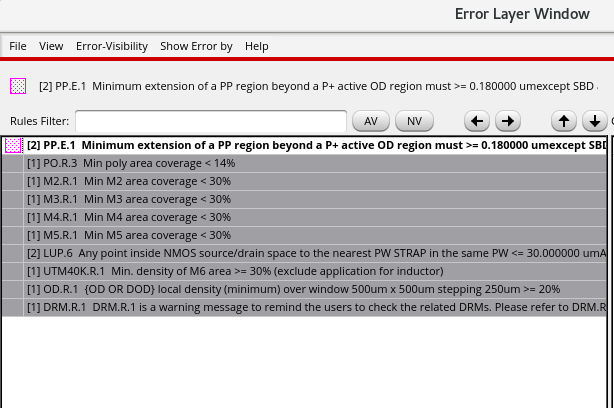 Error Layer Window
File View Error-Visibility Show Error by Help
[2] PP.E.1 Minimum extension of a PP region beyond a P+ active OD region must >= 0.180000 umexcept SBD
Rules Filter: AV NV
[2] PP.E.1 Minimum extension of a PP region beyond a P+ active OD region must >= 0.180000 umexcept SBD
[1] PO.R.3 Min poly area coverage < 14%
[1] M2.R.1 Min M2 area coverage < 30%
[1] M3.R.1 Min M3 area coverage < 30%
[1] M4.R.1 Min M4 area coverage < 30%
[1] M5.R.1 Min M5 area coverage < 30%
[2] LUP.6 Any point inside NMOS source/drain space to the nearest PW STRAP in the same PW <= 30.000000 umA
[1] UTM40K.R.1 Min. density of M6 area >= 30% (exclude application for inductor)
[1] OD.R.1 {OD OR DOD} local density (minimum) over window 500um x 500um stepping 250um >= 20%
[1] DRM.R.1 DRM.R.1 is a warning message to remind the users to check the related DRMs. Please refer to DRM.R